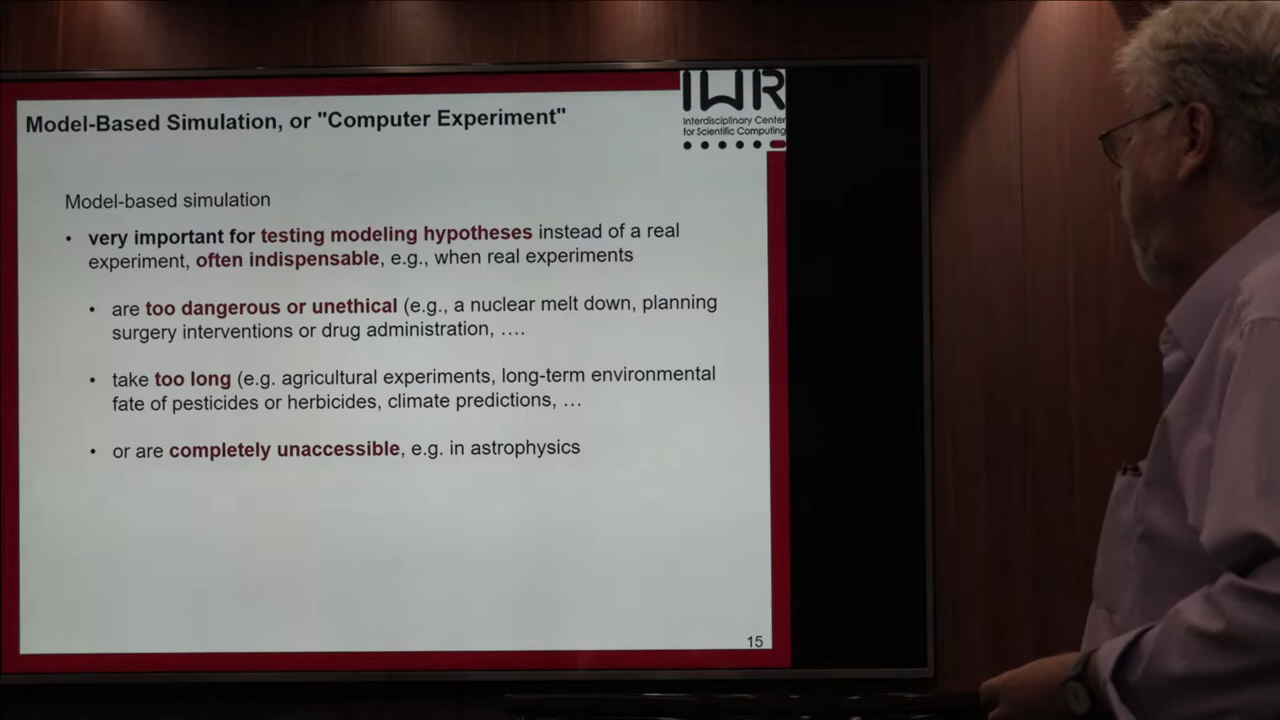 Model-Based Simulation, or "Computer Experiment"
IWR
Interdisciplinary Center
for Scientific Computing
Model-based simulation
• very important for testing modeling hypotheses instead of a real
experiment, often indispensable, e.g., when real experiments
• are too dangerous or unethical (e.g., a nuclear melt down, planning
surgery interventions or drug administration, ….
• take too long (e.g. agricultural experiments, long-term environmental
fate of pesticides or herbicides, climate predictions, …
• or are completely unaccessible, e.g. in astrophysics
15